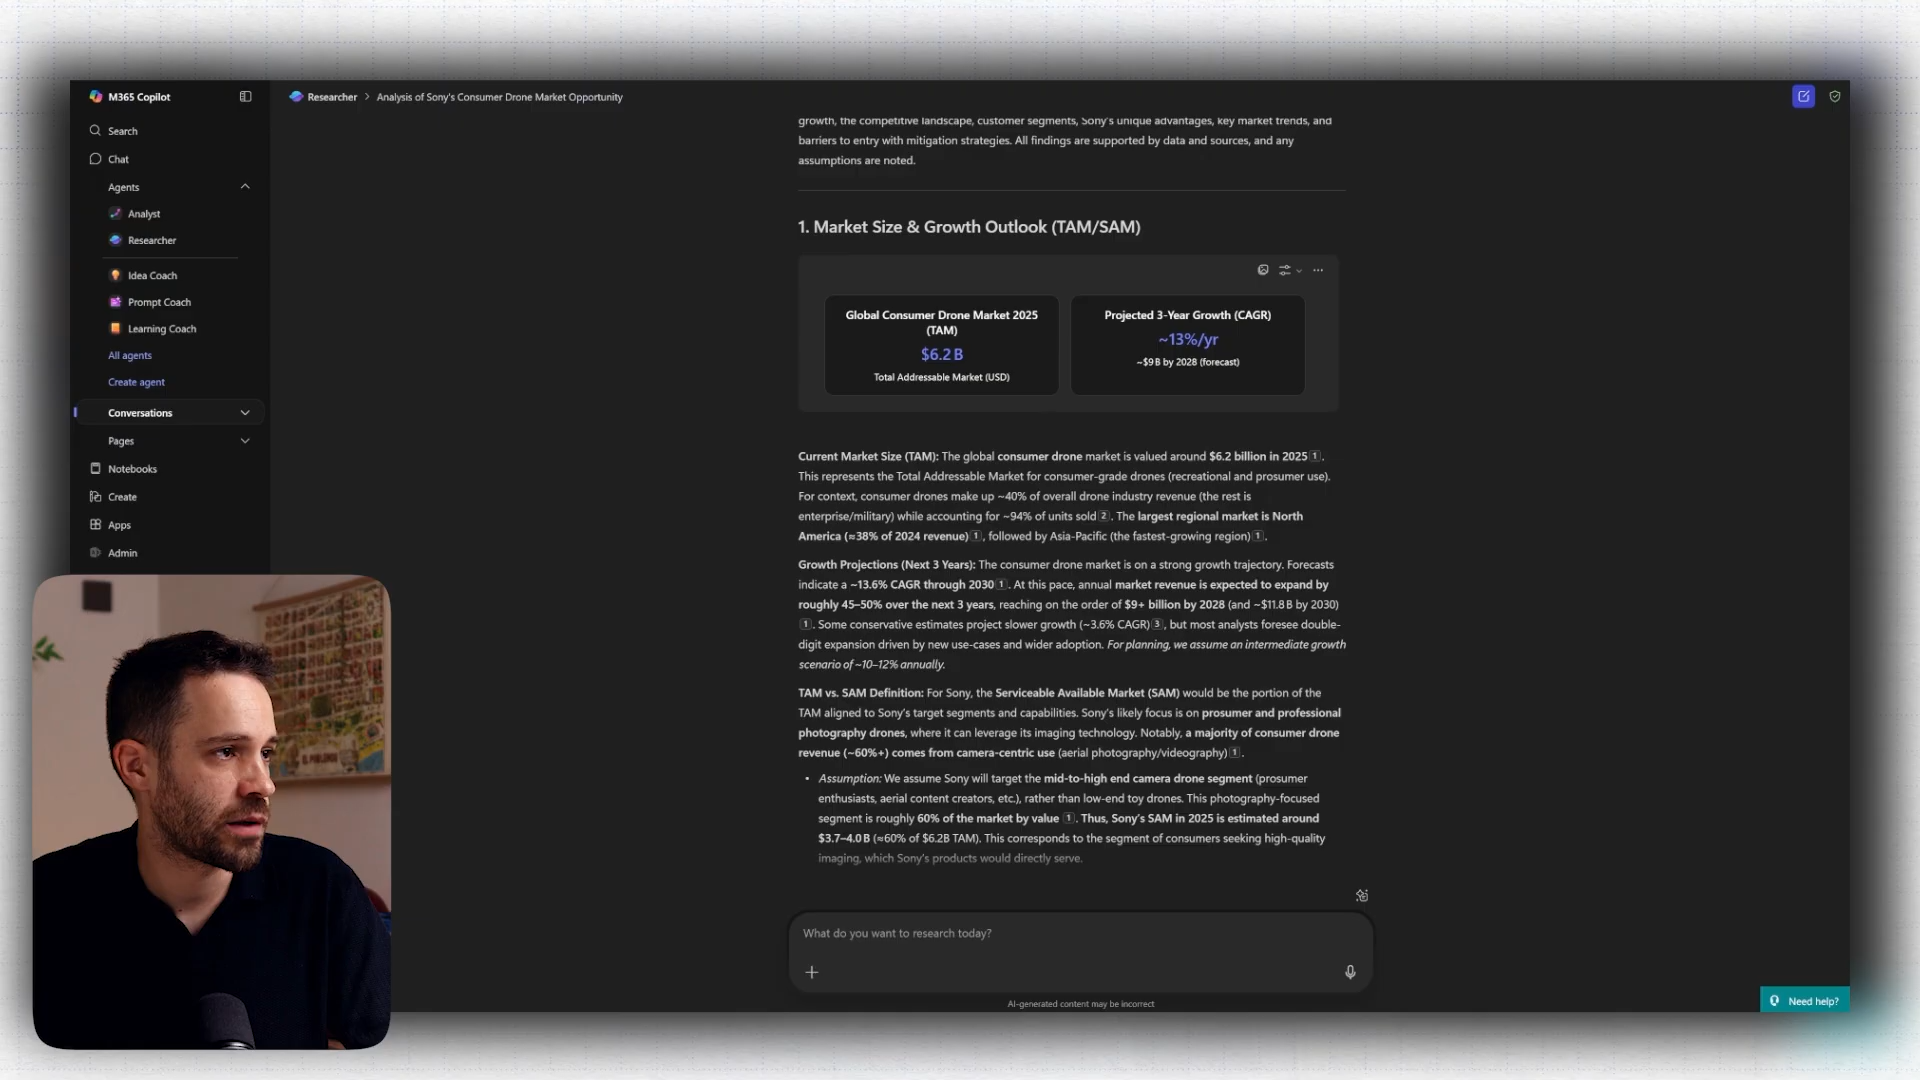 M365 Copilot
Search
Chat
Agents
Analyst
Researcher
Idea Coach
Prompt Coach
Learning Coach
All agents
Create agent
Conversations
Pages
Notebooks
Create
Apps
Admin
Researcher > Analysis of Sony's Consumer Drone Market Opportunity
growth, the competitive landscape, customer segments, Sony's unique advantages, key market trends, and
barriers to entry with mitigation strategies. All findings are supported by data and sources, and any
assumptions are noted.
1. Market Size & Growth Outlook (TAM/SAM)
Global Consumer Drone Market 2025
(TAM)
$6.2 B
Total Addressable Market (USD)
Projected 3-Year Growth (CAGR)
~13%/yr
~$9 B by 2028 (forecast)
Current Market Size (TAM): The global consumer drone market is valued around $6.2 billion in 2025 1 .
This represents the Total Addressable Market for consumer-grade drones (recreational and prosumer use).
For context, consumer drones make up ~40% of overall drone industry revenue (the rest is
enterprise/military) while accounting for ~94% of units sold 2 . The largest regional market is North
America (≈38% of 2024 revenue) 1 , followed by Asia-Pacific (the fastest-growing region) 1 .
Growth Projections (Next 3 Years): The consumer drone market is on a strong growth trajectory. Forecasts
indicate a ~13.6% CAGR through 2030 1 . At this pace, annual market revenue is expected to expand by
roughly 45–50% over the next 3 years, reaching on the order of $9+ billion by 2028 (and ~$11.8 B by 2030)
1 . Some conservative estimates project slower growth (~3.6% CAGR) 3 , but most analysts foresee double-
digit expansion driven by new use-cases and wider adoption. For planning, we assume an intermediate growth
scenario of ~10–12% annually.
TAM vs. SAM Definition: For Sony, the Serviceable Available Market (SAM) would be the portion of the
TAM aligned to Sony's target segments and capabilities. Sony's likely focus is on prosumer and professional
photography drones, where it can leverage its imaging technology. Notably, a majority of consumer drone
revenue (~60%+) comes from camera-centric use (aerial photography/videography) 1 .
• Assumption: We assume Sony will target the mid-to-high end camera drone segment (prosumer
enthusiasts, aerial content creators, etc.), rather than low-end toy drones. This photography-focused
segment is roughly 60% of the market by value 1 . Thus, Sony's SAM in 2025 is estimated around
$3.7–4.0 B (≈60% of $6.2B TAM). This corresponds to the segment of consumers seeking high-quality
imaging, which Sony's products would directly serve.
What do you want to research today?
AI-generated content may be incorrect
Need help?